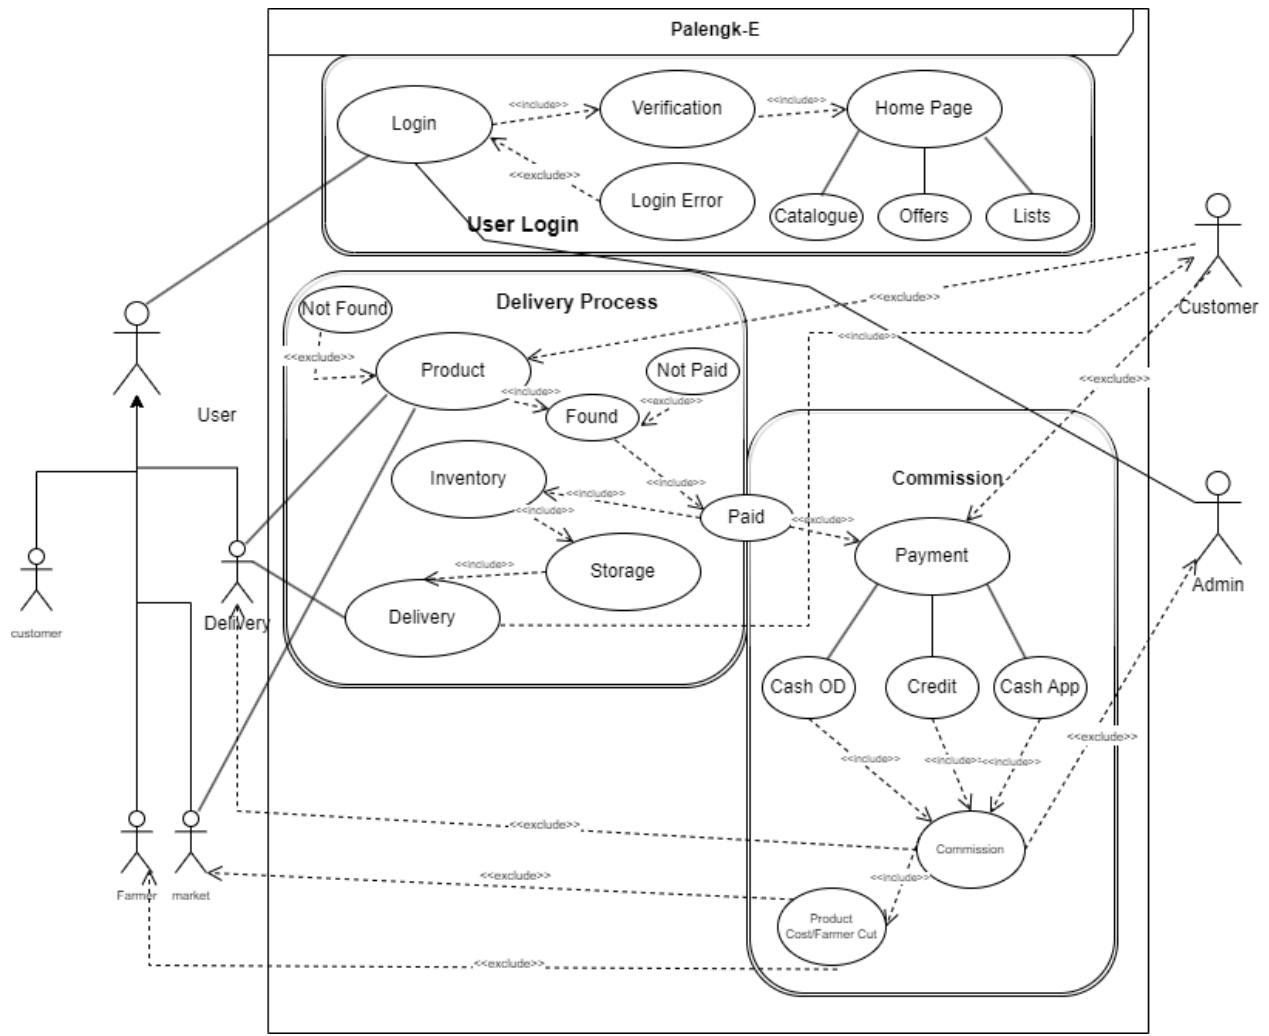 Palengk-E
Login
<<include>>
Verification
<<include>>
Home Page
<<exclude>>
Login Error
Catalogue
Offers
Lists
User Login
Customer
<<exclude>>
<<include>>
<<exclude>>
Delivery Process
Not Found
<<exclude>>
Product
<<include>>
Not Paid
<<exclude>>
Found
<<include>>
Inventory
<<include>>
<<include>>
Paid
<<exclude>>
Storage
<<include>>
Delivery
User
customer
Delivery
Farmer
market
Admin
Commission
Payment
Cash OD
Credit
Cash App
<<include>>
<<include>>
<<include>>
<<exclude>>
Commission
<<exclude>>
<<include>>
<<exclude>>
Product
Cost/Farmer Cut
<<exclude>>